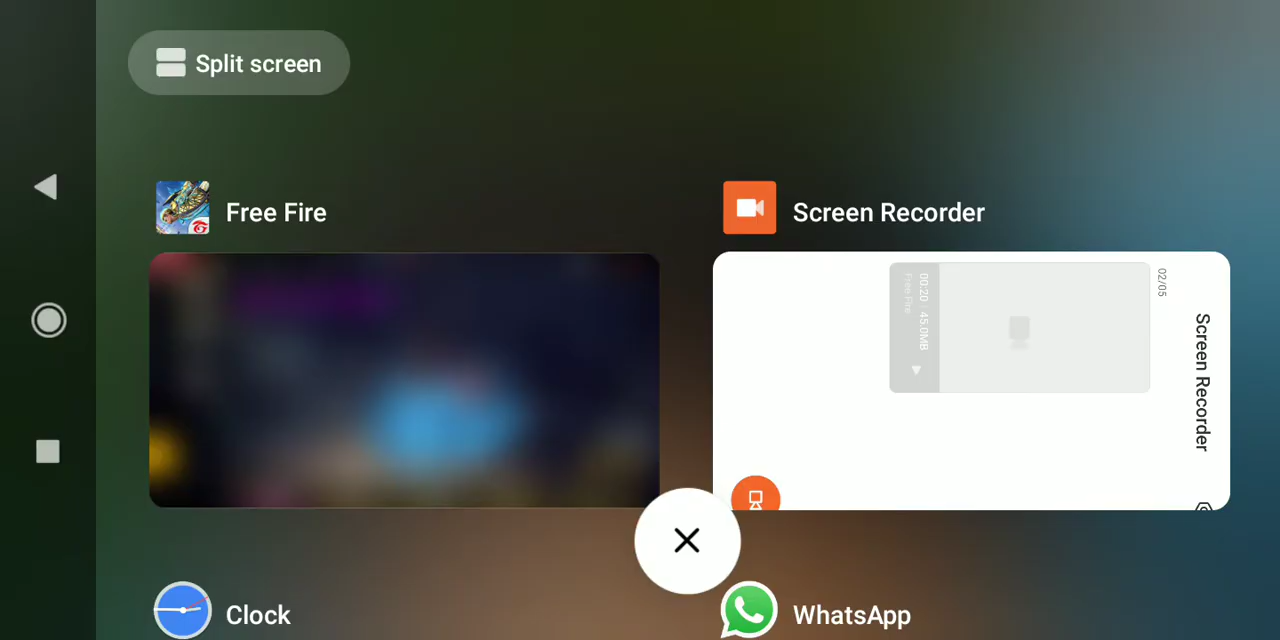 Split screen
Free Fire
Screen Recorder
02/05
00:20 45.0MB
Free Fire
Screen Recorder
Clock
WhatsApp